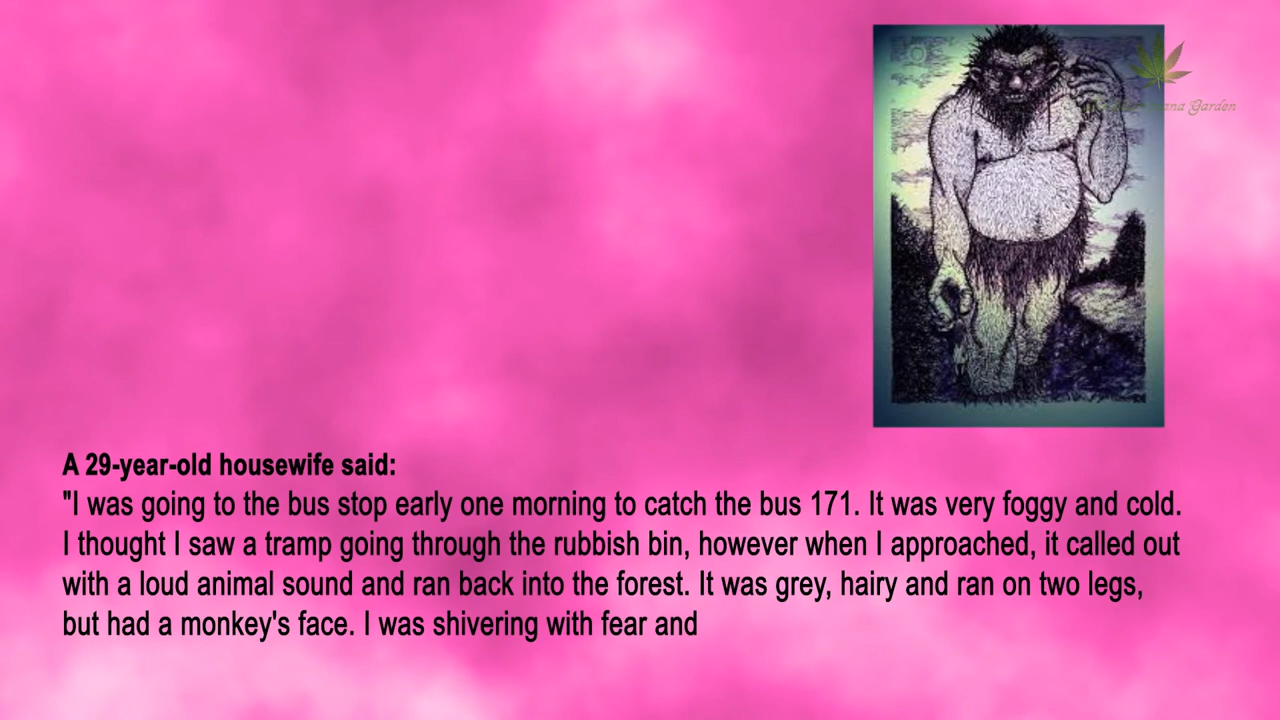 ana Garden
A 29-year-old housewife said:
"I was going to the bus stop early one morning to catch the bus 171. It was very foggy and cold.
I thought I saw a tramp going through the rubbish bin, however when I approached, it called out
with a loud animal sound and ran back into the forest. It was grey, hairy and ran on two legs,
but had a monkey's face. I was shivering with fear and